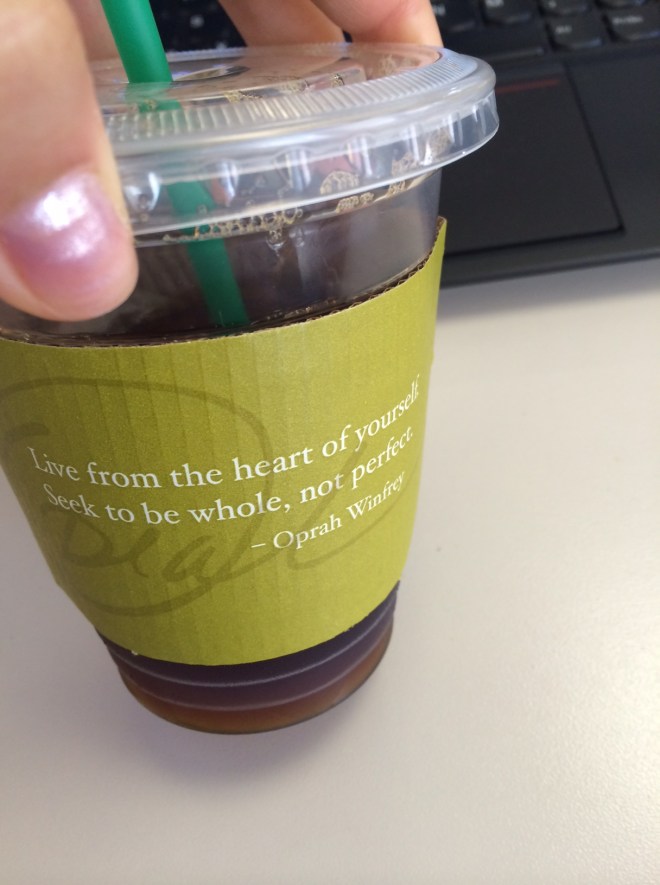 Live from the heart of yourself.
Seek to be whole, not perfect.
– Oprah Winfrey